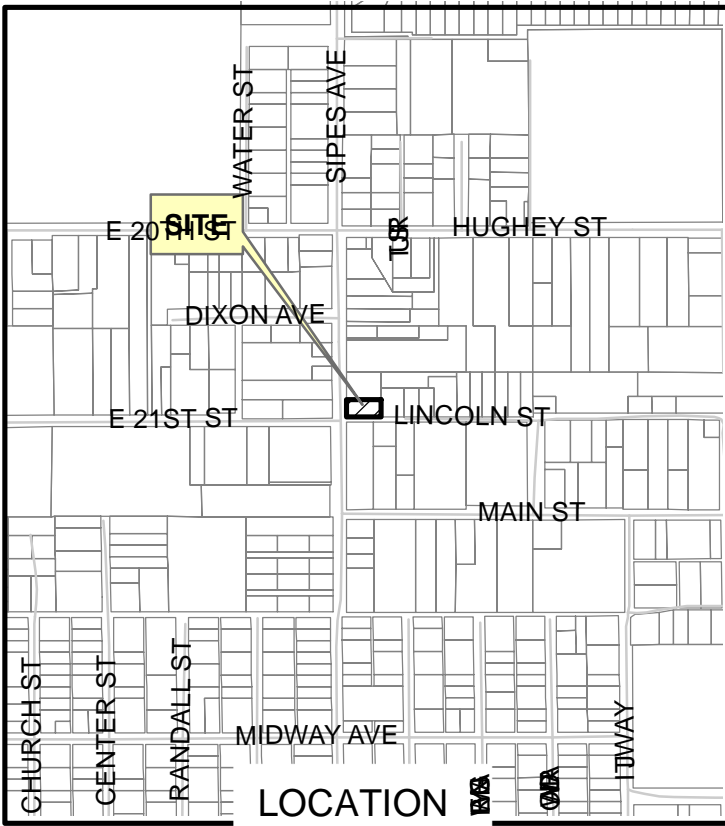 WATER ST
SIPES AVE
SITE
E 20TH ST
HUGHEY ST
DIXON AVE
E 21ST ST
LINCOLN ST
MAIN ST
CHURCH ST
CENTER ST
RANDALL ST
MIDWAY AVE
LOCATION